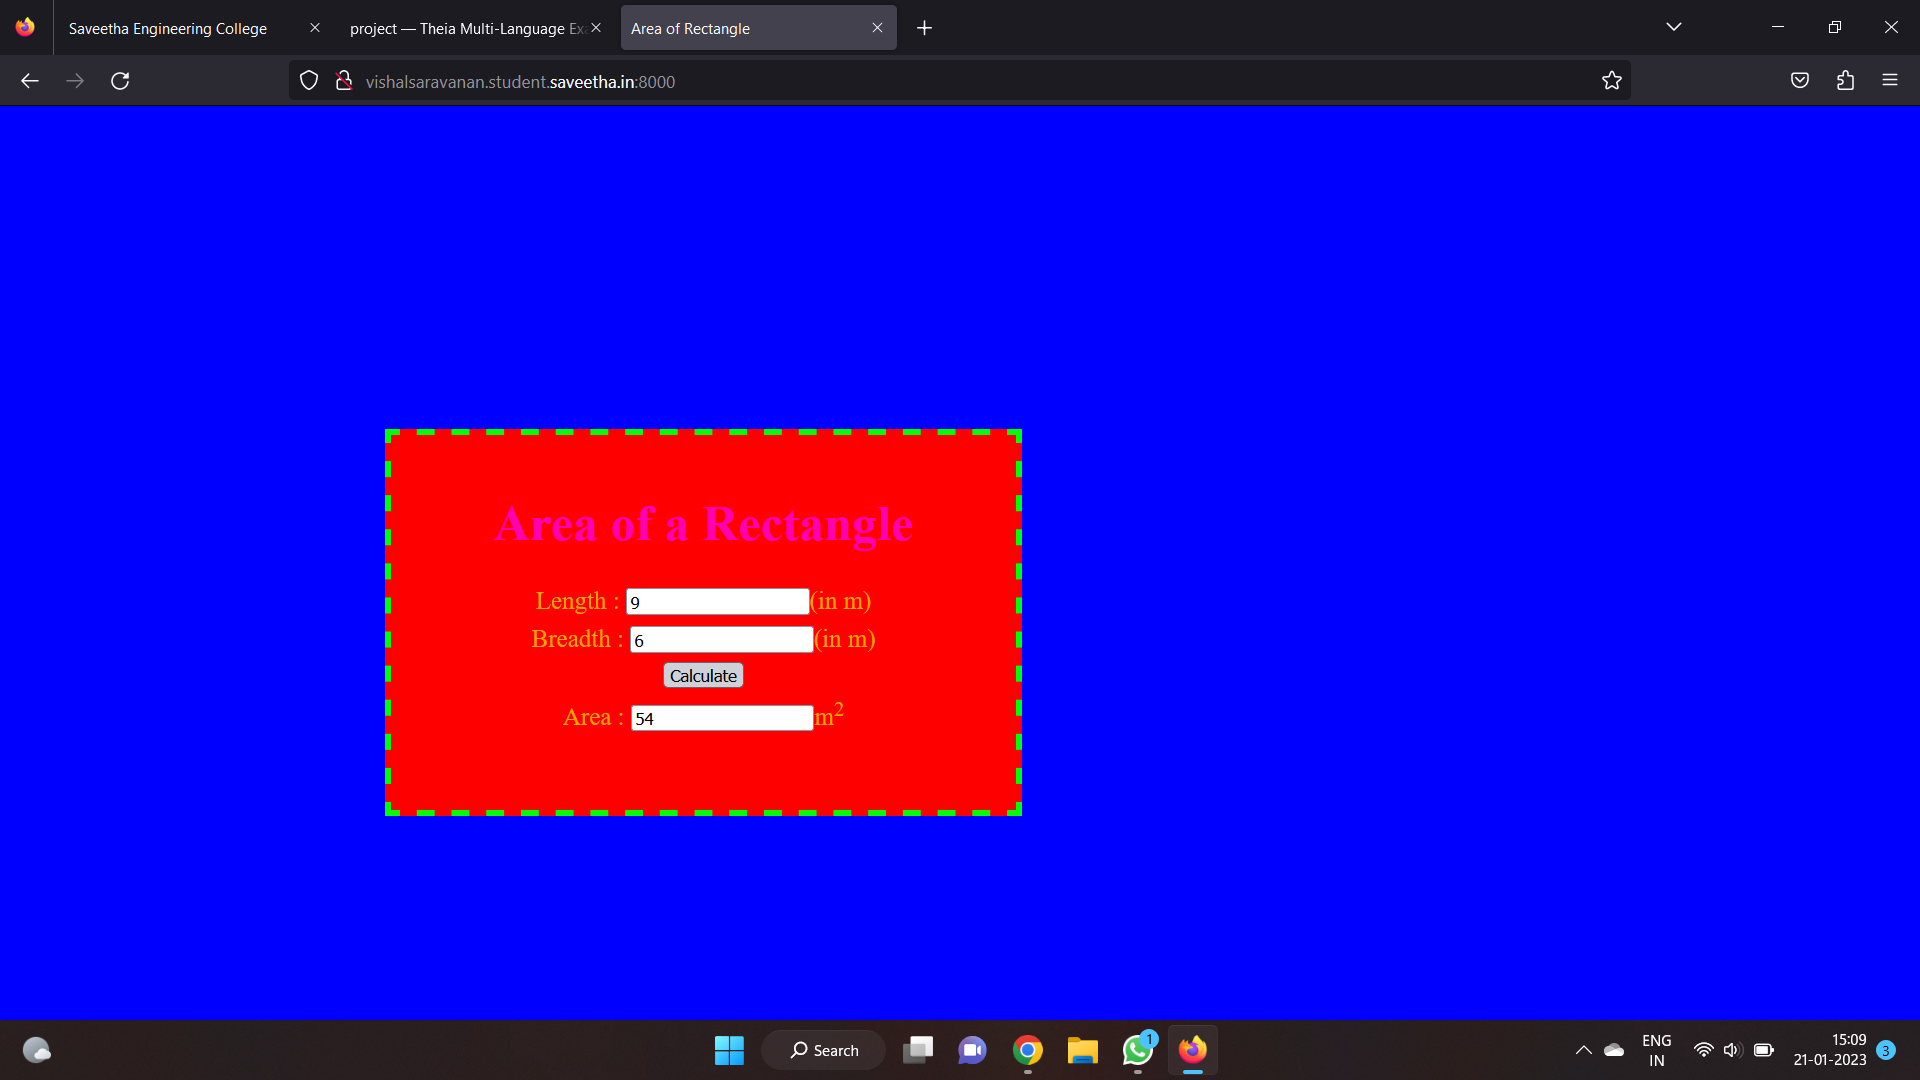 Saveetha Engineering College
project — Theia Multi-Language Ex
Area of Rectangle
vishalsaravanan.student.saveetha.in:8000
Area of a Rectangle
Length : 9 (in m)
Breadth : 6 (in m)
Calculate
Area : 54 m²
Search
1
ENG
IN
15:09
21-01-2023
3